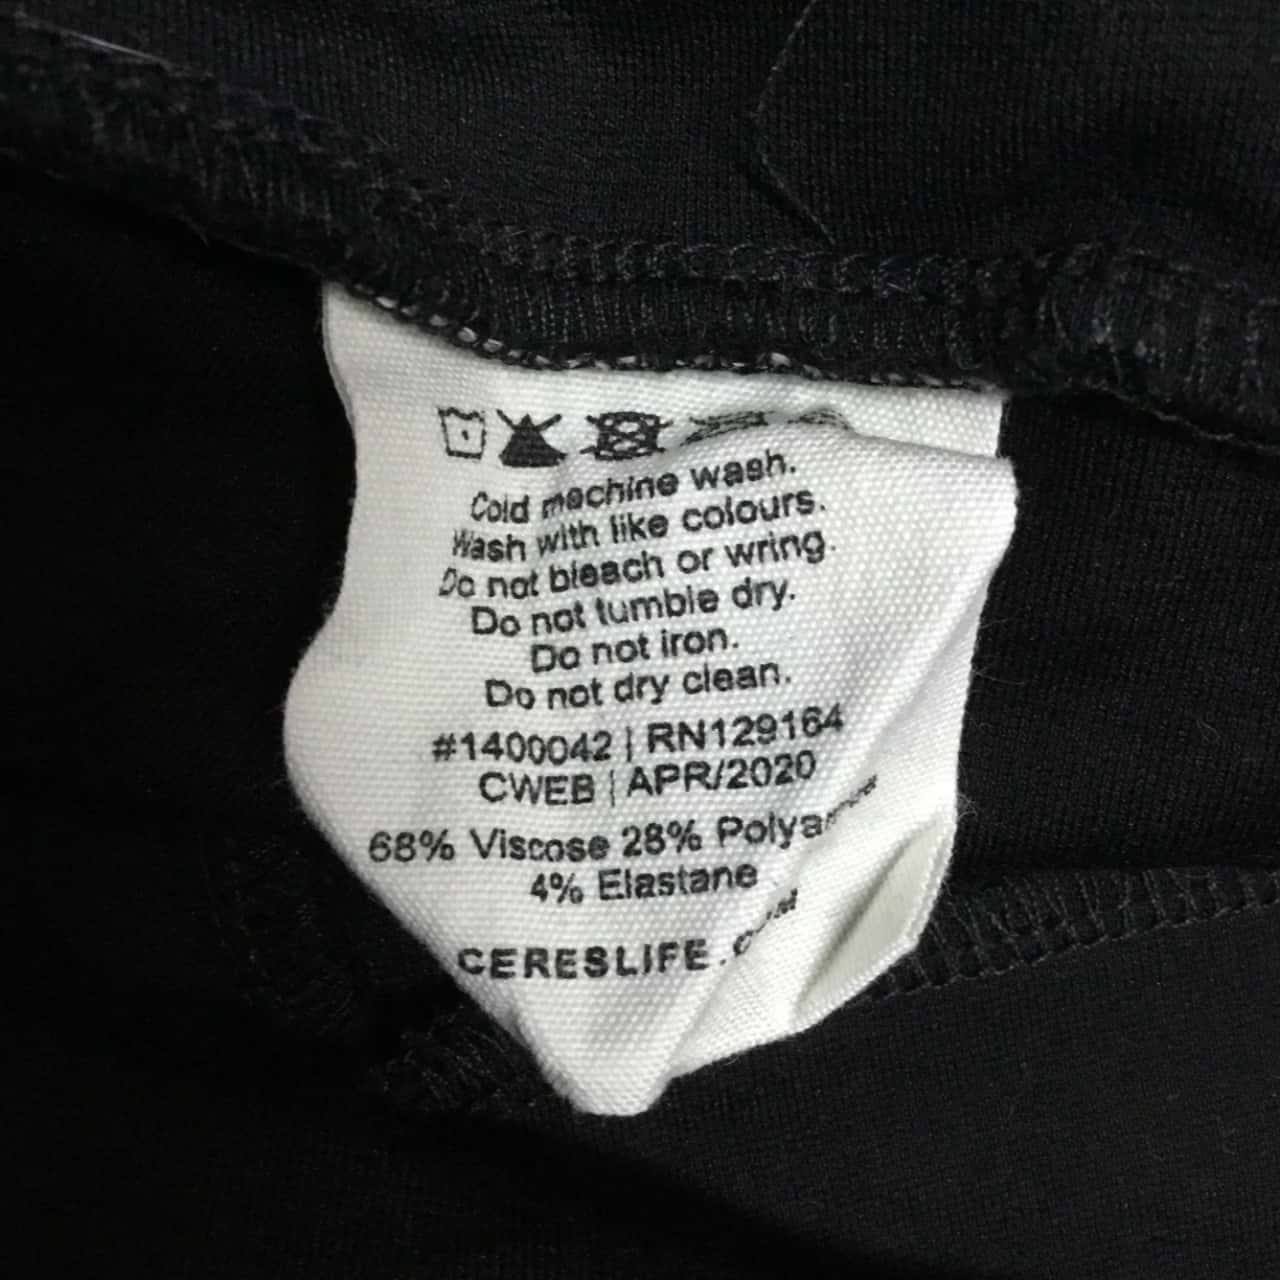 Cold machine wash.
Wash with like colours.
Do not bleach or wring.
Do not tumble dry.
Do not iron.
Do not dry clean.
#1400042 | RN129164
CWEB | APR/2020
68% Viscose 28%
4% Elastane
CERESLIFE.COM